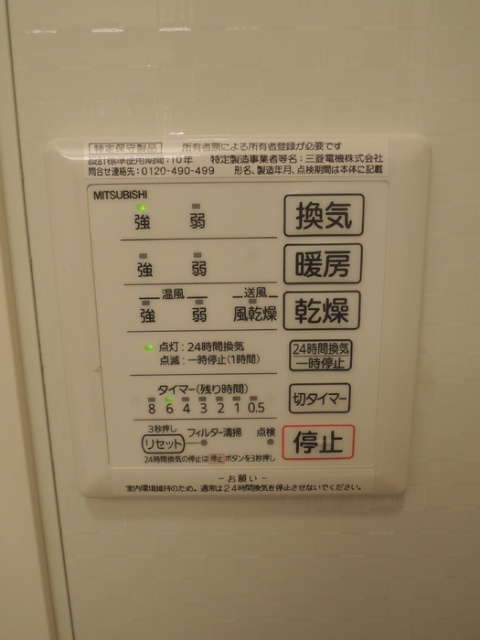 特定保守製品 所有者票による所有者登録が必要です
設計標準使用期間：10年 特定製造事業者等名：三菱電機株式会社
問合せ連絡先：0120-490-499 形名、製造年月、点検期間は本体に記載
MITSUBISHI
強 弱 換気
強 弱 暖房
温風 送風
強 弱 風乾燥 乾燥
点灯：24時間換気
点滅：一時停止(1時間)
24時間換気
一時停止
タイマー(残り時間)
8 6 4 3 2 1 0.5
切タイマー
3秒押し
リセット フィルター清掃 点検 停止
24時間換気の停止は停止ボタンを3秒押し
－お願い－
室内環境維持のため、通常は24時間換気を停止させないでください。